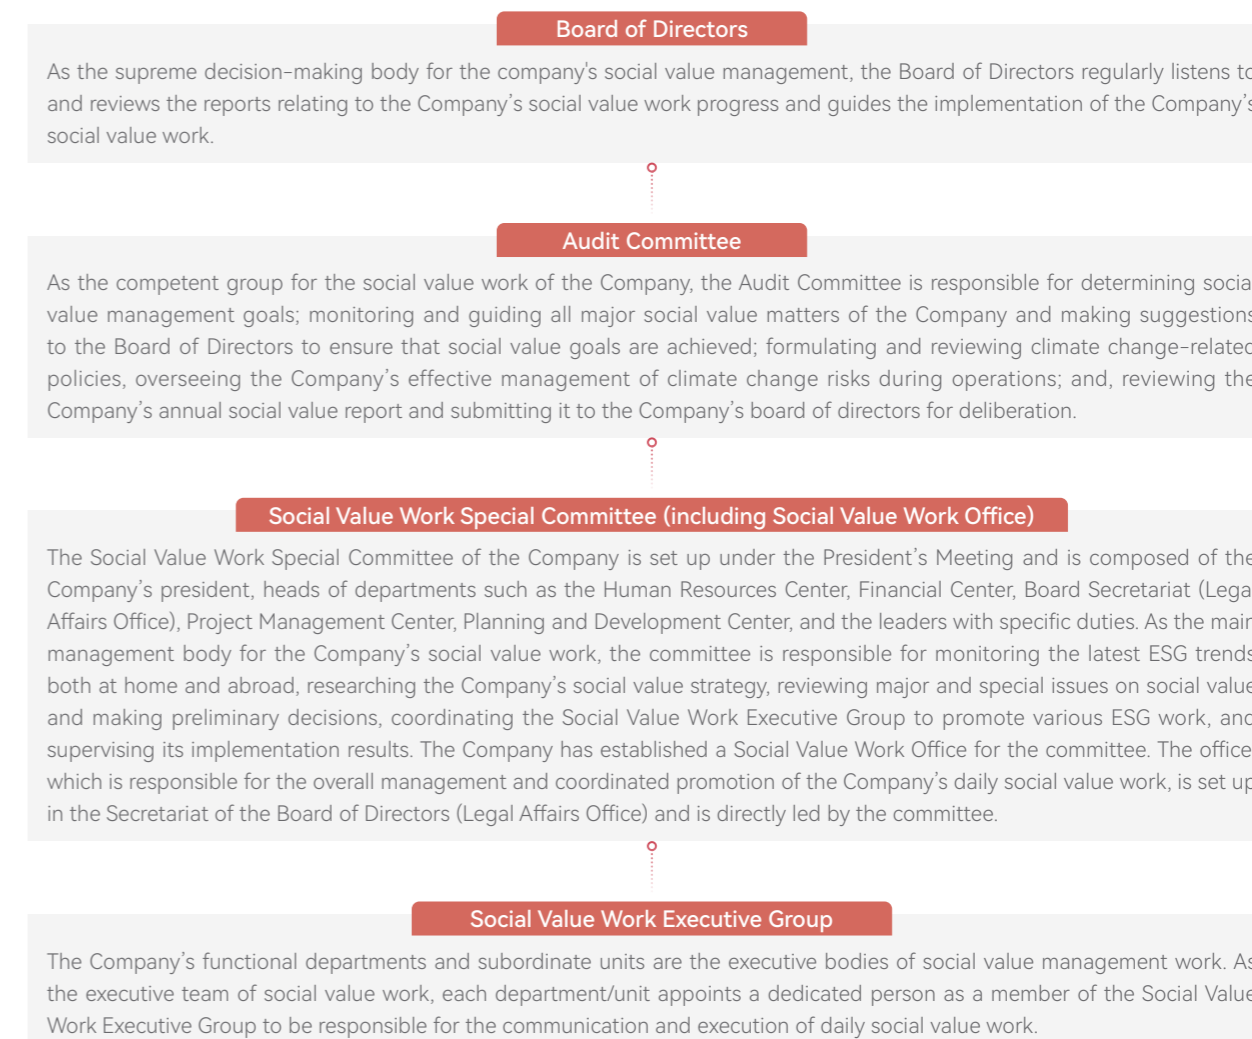 Board of Directors
As the supreme decision-making body for the company's social value management, the Board of Directors regularly listens to
and reviews the reports relating to the Company’s social value work progress and guides the implementation of the Company’s
social value work.
Audit Committee
As the competent group for the social value work of the Company, the Audit Committee is responsible for determining social
value management goals; monitoring and guiding all major social value matters of the Company and making suggestions
to the Board of Directors to ensure that social value goals are achieved; formulating and reviewing climate change-related
policies, overseeing the Company’s effective management of climate change risks during operations; and, reviewing the
Company’s annual social value report and submitting it to the Company’s board of directors for deliberation.
Social Value Work Special Committee (including Social Value Work Office)
The Social Value Work Special Committee of the Company is set up under the President’s Meeting and is composed of the
Company’s president, heads of departments such as the Human Resources Center, Financial Center, Board Secretariat (Legal
Affairs Office), Project Management Center, Planning and Development Center, and the leaders with specific duties. As the main
management body for the Company’s social value work, the committee is responsible for monitoring the latest ESG trends
both at home and abroad, researching the Company’s social value strategy, reviewing major and special issues on social value
and making preliminary decisions, coordinating the Social Value Work Executive Group to promote various ESG work, and
supervising its implementation results. The Company has established a Social Value Work Office for the committee. The office,
which is responsible for the overall management and coordinated promotion of the Company’s daily social value work, is set up
in the Secretariat of the Board of Directors (Legal Affairs Office) and is directly led by the committee.
Social Value Work Executive Group
The Company’s functional departments and subordinate units are the executive bodies of social value management work. As
the executive team of social value work, each department/unit appoints a dedicated person as a member of the Social Value
Work Executive Group to be responsible for the communication and execution of daily social value work.